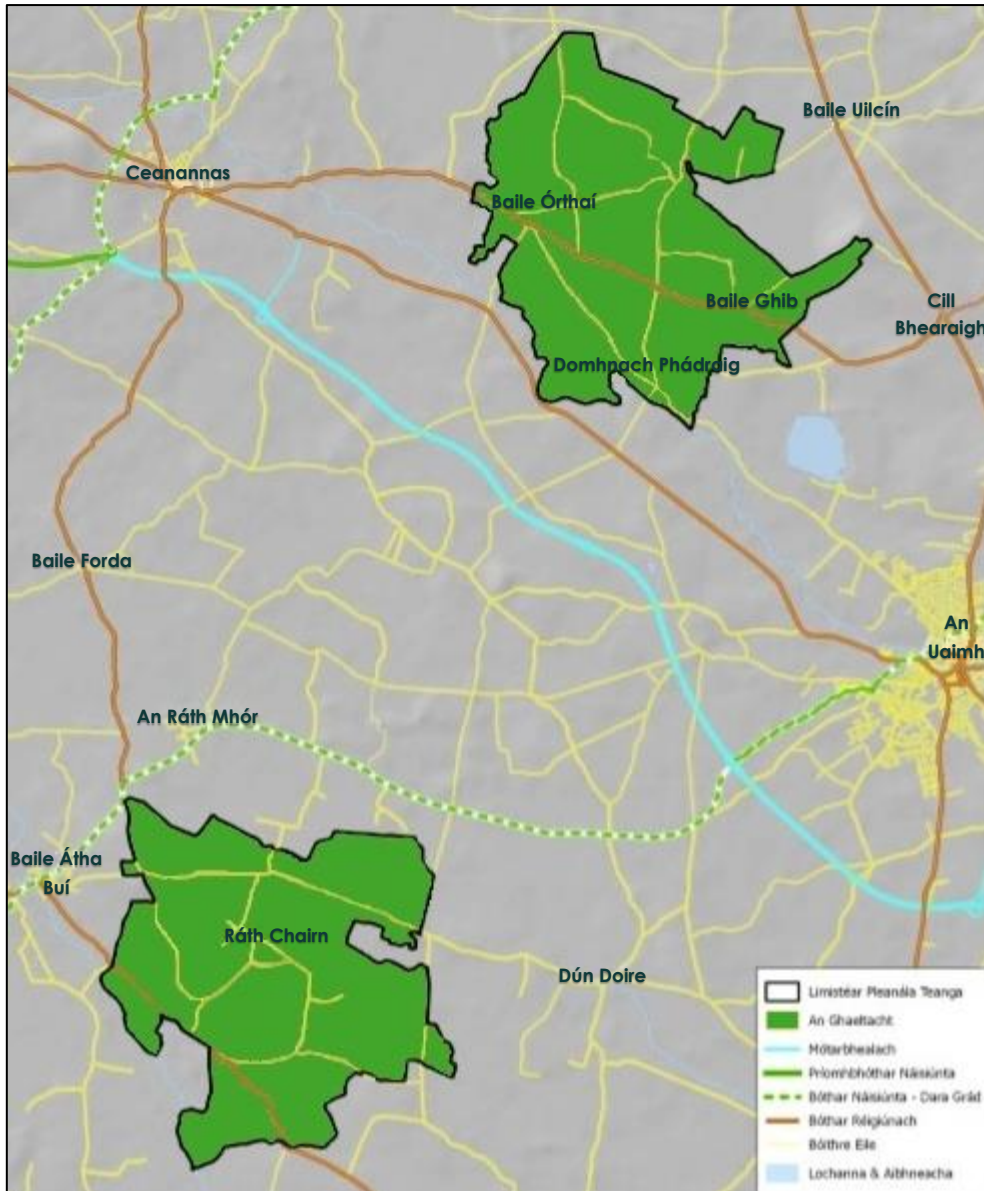 Baile Uilcín
Ceanannas
Baile Órthaí
Baile Ghib
Cill
Bhearaigh
Domhnach Phádraig
Baile Forda
An
Uaimh
An Ráth Mhór
Baile Átha
Buí
Ráth Chairn
Dún Doire
Limistéar Pleanála Teanga
An Ghaeltacht
Mótarbhealach
Príomhbhóthar Náisiúnta
Bóthar Náisiúnta - Dara Grád
Bóthar Réigiúnach
Bóithre Eile
Lochanna & Aibhneacha